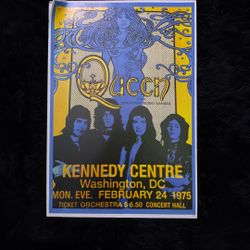 Queen
KENNEDY CENTRE
Washington, DC
MON. EVE. FEBRUARY 24 1975
TICKET ORCHESTRA $ 6.50 CONCERT HALL